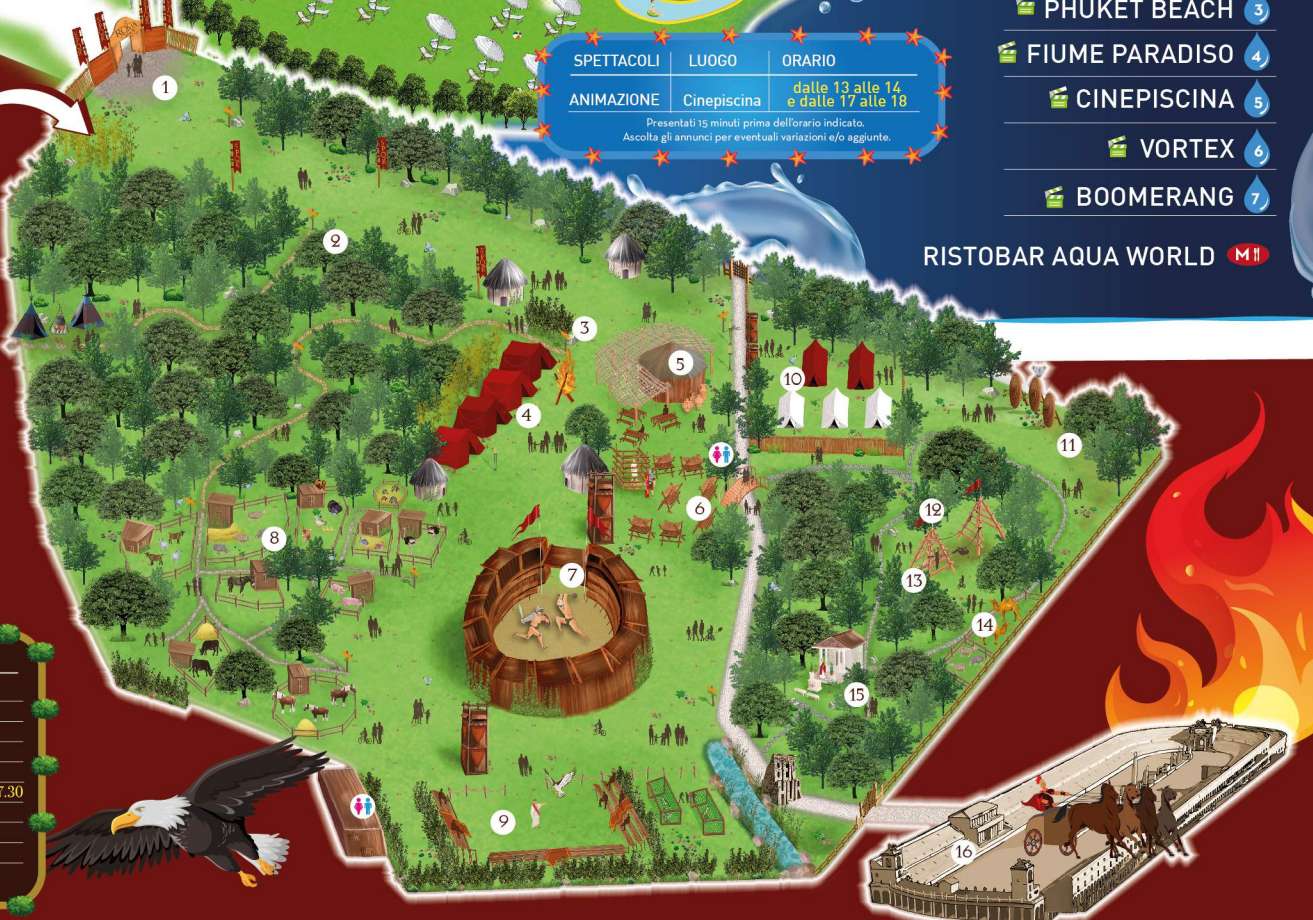 PHUKET BEACH 3
FIUME PARADISO 4
CINEPISCINA 5
VORTEX 6
BOOMERANG 7
RISTOBAR AQUA WORLD M
SPETTACOLI LUOGO ORARIO
ANIMAZIONE Cinepiscina dalle 13 alle 14
e dalle 17 alle 18
Presentati 15 minuti prima dell'orario indicato.
Ascolta gli annunci per eventuali variazioni e/o aggiunte.
1
2
3
4
5
6
7
8
9
10
11
12
13
14
15
16
7.30